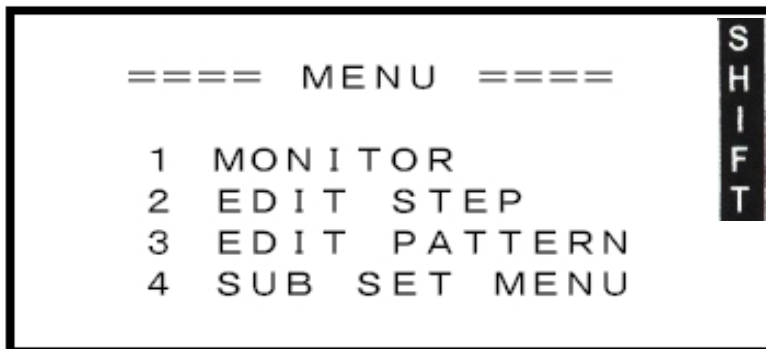 ==== MENU ====
1 MONITOR
2 EDIT STEP
3 EDIT PATTERN
4 SUB SET MENU
SHIFT